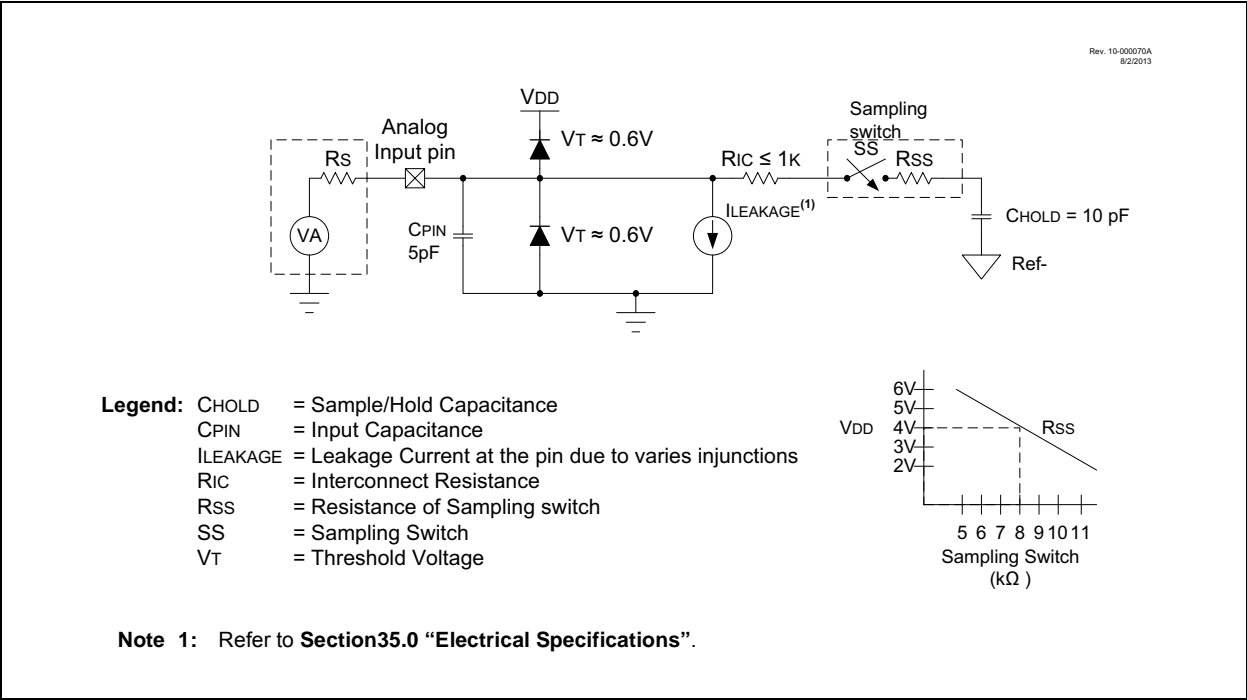 Rev. 10-000070A
8/2/2013
VDD
Sampling
switch
Analog
Input pin
VT ≈ 0.6V
SS
RS
RIC ≤ 1K
RSS
ILEAKAGE(1)
CHOLD = 10 pF
VA
CPIN
5pF
VT ≈ 0.6V
Ref-
Legend: CHOLD = Sample/Hold Capacitance
CPIN = Input Capacitance
ILEAKAGE = Leakage Current at the pin due to varies injunctions
RIC = Interconnect Resistance
RSS = Resistance of Sampling switch
SS = Sampling Switch
VT = Threshold Voltage
6V
5V
VDD 4V RSS
3V
2V
5 6 7 8 9 10 11
Sampling Switch
(kΩ )
Note 1: Refer to Section35.0 “Electrical Specifications”.